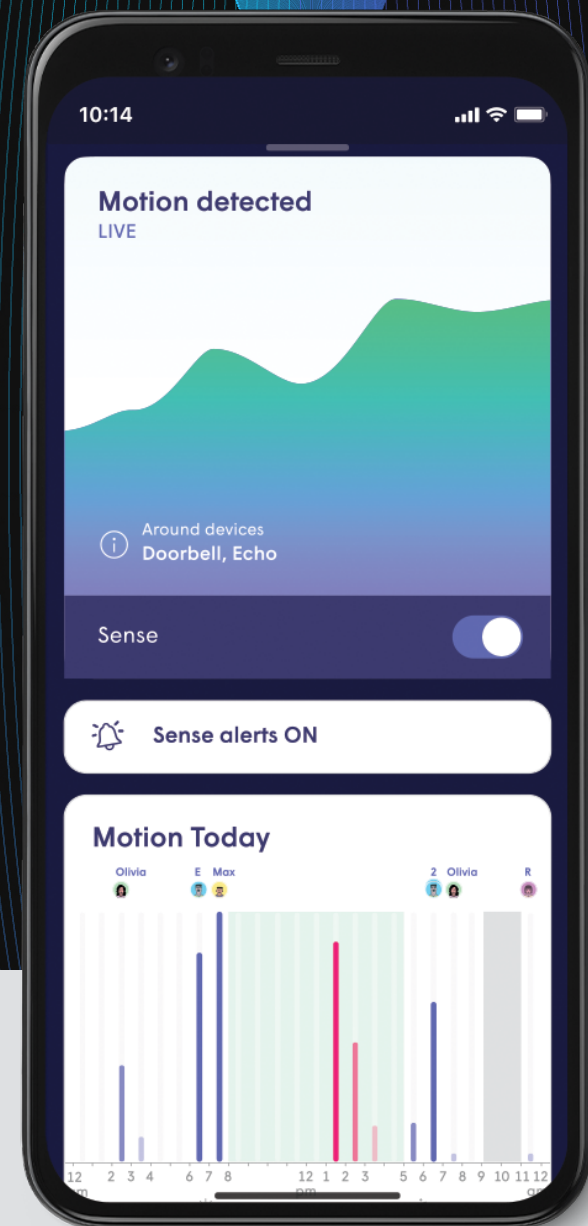 10:14
Motion detected
LIVE
Around devices
Doorbell, Echo
Sense
Sense alerts ON
Motion Today
Olivia E Max 2 Olivia R
12 2 3 4 6 7 8 12 1 2 3 5 6 7 8 9 10 11 12
pm